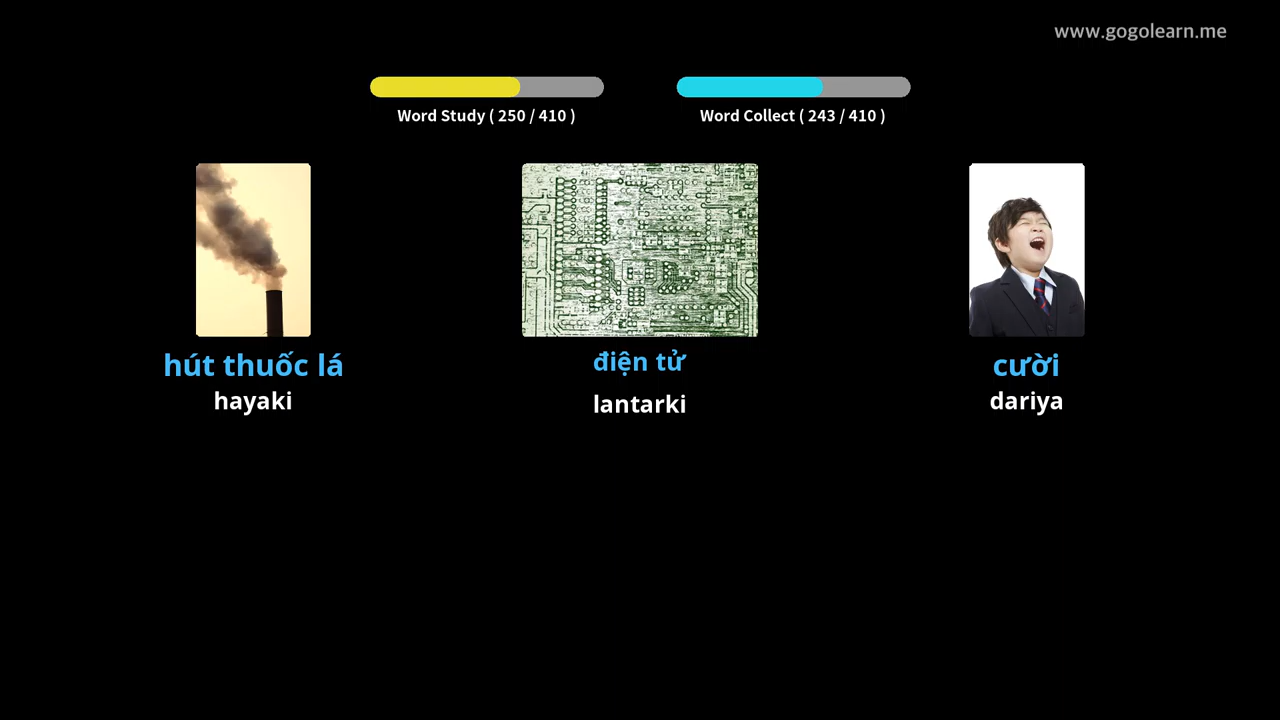 www.gogolearn.me
Word Study ( 250 / 410 )
Word Collect ( 243 / 410 )
hút thuốc lá
hayaki
điện tử
lantarki
cười
dariya